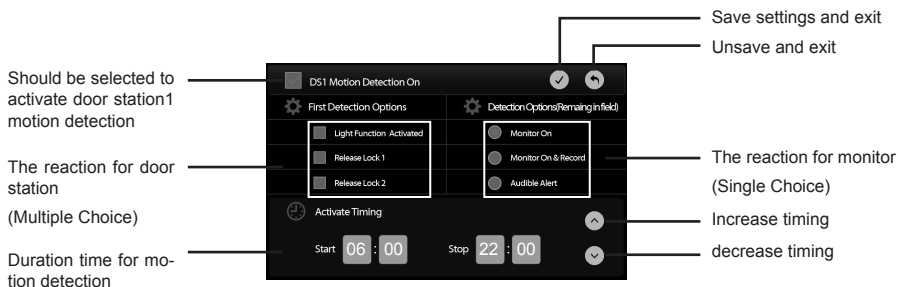 Save settings and exit
Unsave and exit
Should be selected to
activate door station1
motion detection
DS1 Motion Detection On
First Detection Options
Detection Options(Remaing in field)
Light Function Activated
Monitor On
Release Lock 1
Monitor On & Record
Release Lock 2
Audible Alert
The reaction for door
station
(Multiple Choice)
The reaction for monitor
(Single Choice)
Activate Timing
Increase timing
Start 06 : 00 Stop 22 : 00
decrease timing
Duration time for mo-
tion detection